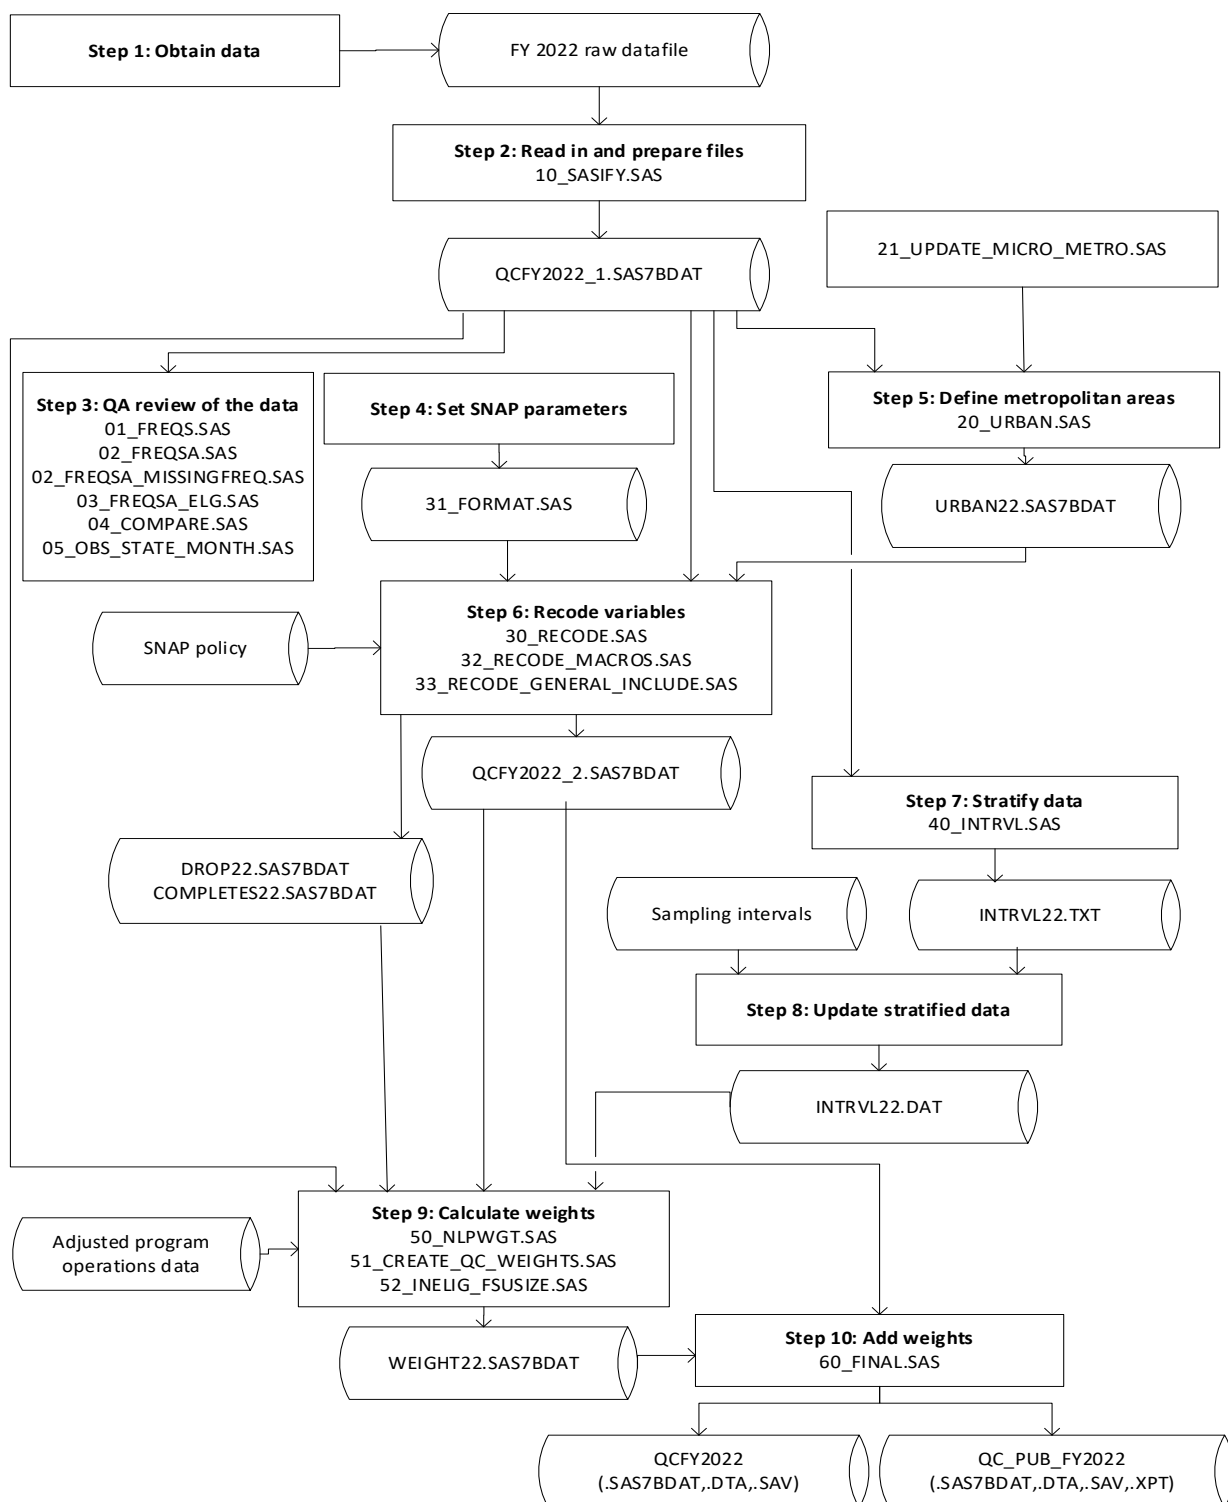 Step 1: Obtain data
FY 2022 raw datafile
Step 2: Read in and prepare files
10_SASIFY.SAS
QCFY2022_1.SAS7BDAT
21_UPDATE_MICRO_METRO.SAS
Step 3: QA review of the data
01_FREQS.SAS
02_FREQSA.SAS
02_FREQSA_MISSINGFREQ.SAS
03_FREQSA_ELG.SAS
04_COMPARE.SAS
05_OBS_STATE_MONTH.SAS
Step 4: Set SNAP parameters
31_FORMAT.SAS
Step 5: Define metropolitan areas
20_URBAN.SAS
URBAN22.SAS7BDAT
SNAP policy
Step 6: Recode variables
30_RECODE.SAS
32_RECODE_MACROS.SAS
33_RECODE_GENERAL_INCLUDE.SAS
QCFY2022_2.SAS7BDAT
DROP22.SAS7BDAT
COMPLETES22.SAS7BDAT
Step 7: Stratify data
40_INTRVL.SAS
Sampling intervals
INTRVL22.TXT
Step 8: Update stratified data
INTRVL22.DAT
Adjusted program
operations data
Step 9: Calculate weights
50_NLPWGT.SAS
51_CREATE_QC_WEIGHTS.SAS
52_INELIG_FSUSIZE.SAS
WEIGHT22.SAS7BDAT
Step 10: Add weights
60_FINAL.SAS
QCFY2022
(.SAS7BDAT,.DTA,.SAV)
QC_PUB_FY2022
(.SAS7BDAT,.DTA,.SAV,.XPT)